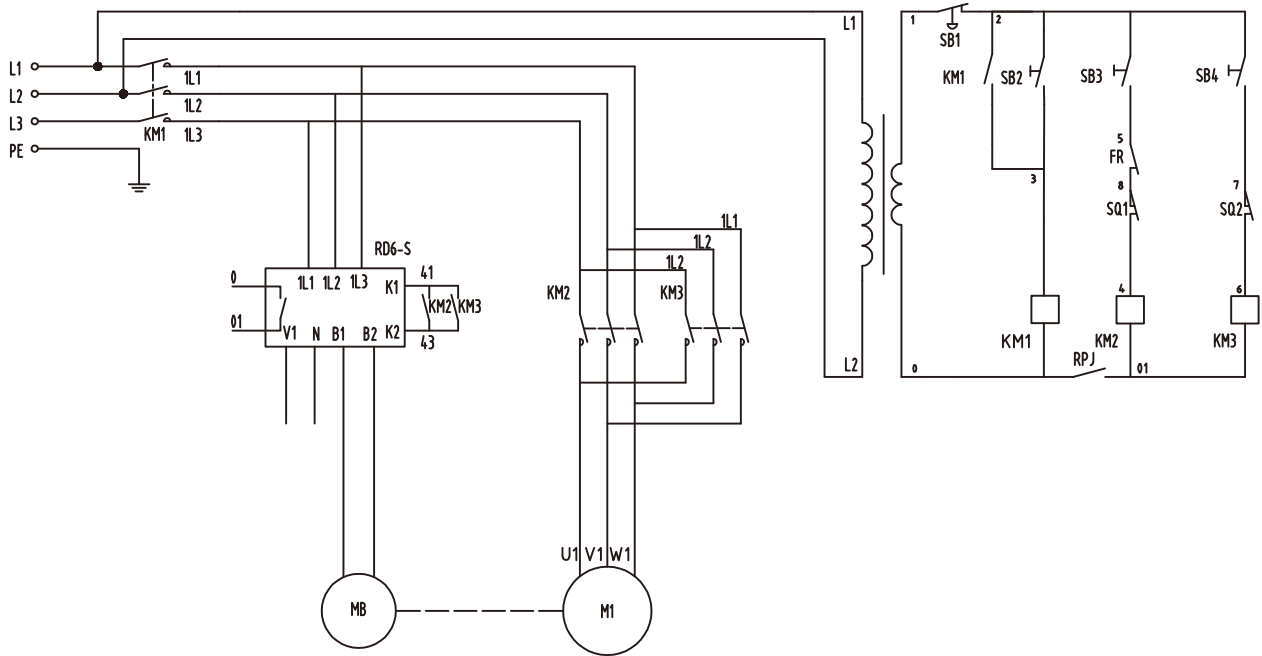 L1
1
2
SB1
L1
L2
L3
PE
1L1
1L2
1L3
KM1
KM1
SB2
SB3
SB4
5
FR
8
SQ1
7
SQ2
3
1L1
1L2
1L2
RD6-S
0
01
1L1
1L2
1L3
K1
K2
V1
N
B1
B2
41
KM2
KM3
43
KM2
KM3
4
6
KM1
KM2
KM3
L2
0
RPJ
01
U1
V1
W1
MB
M1